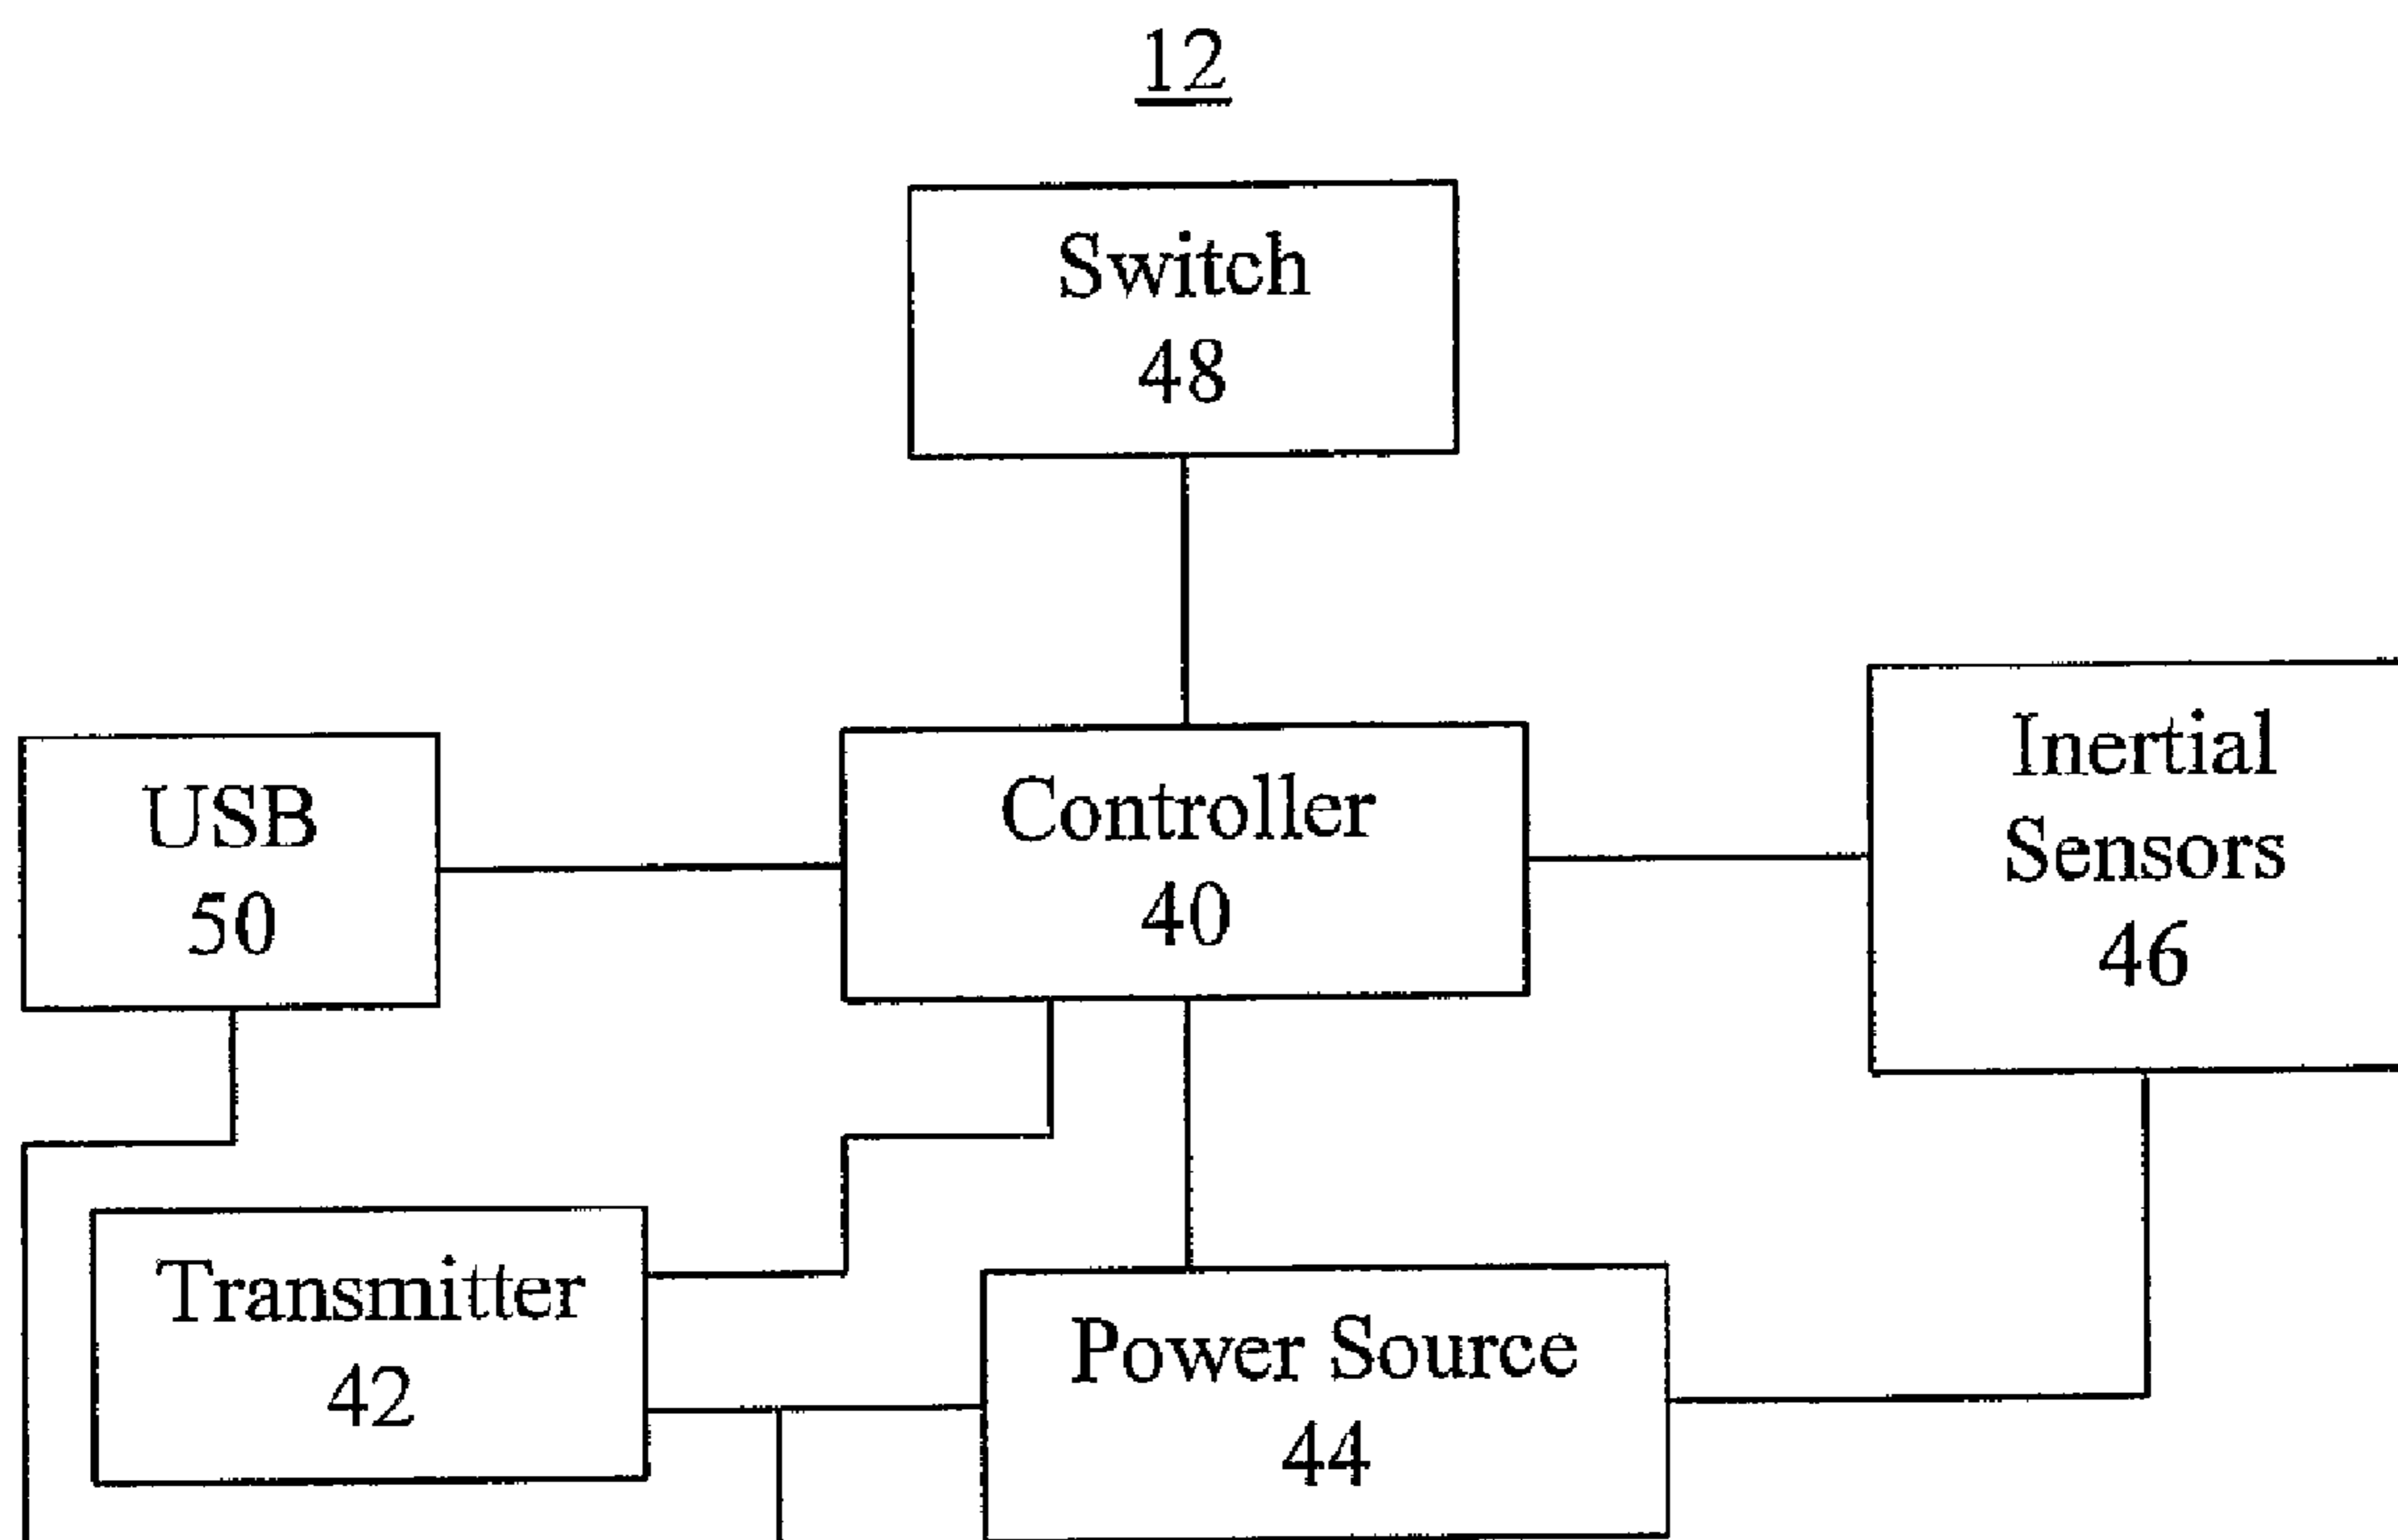 12
Switch
48
USB
50
Controller
40
Inertial
Sensors
46
Transmitter
42
Power Source
44